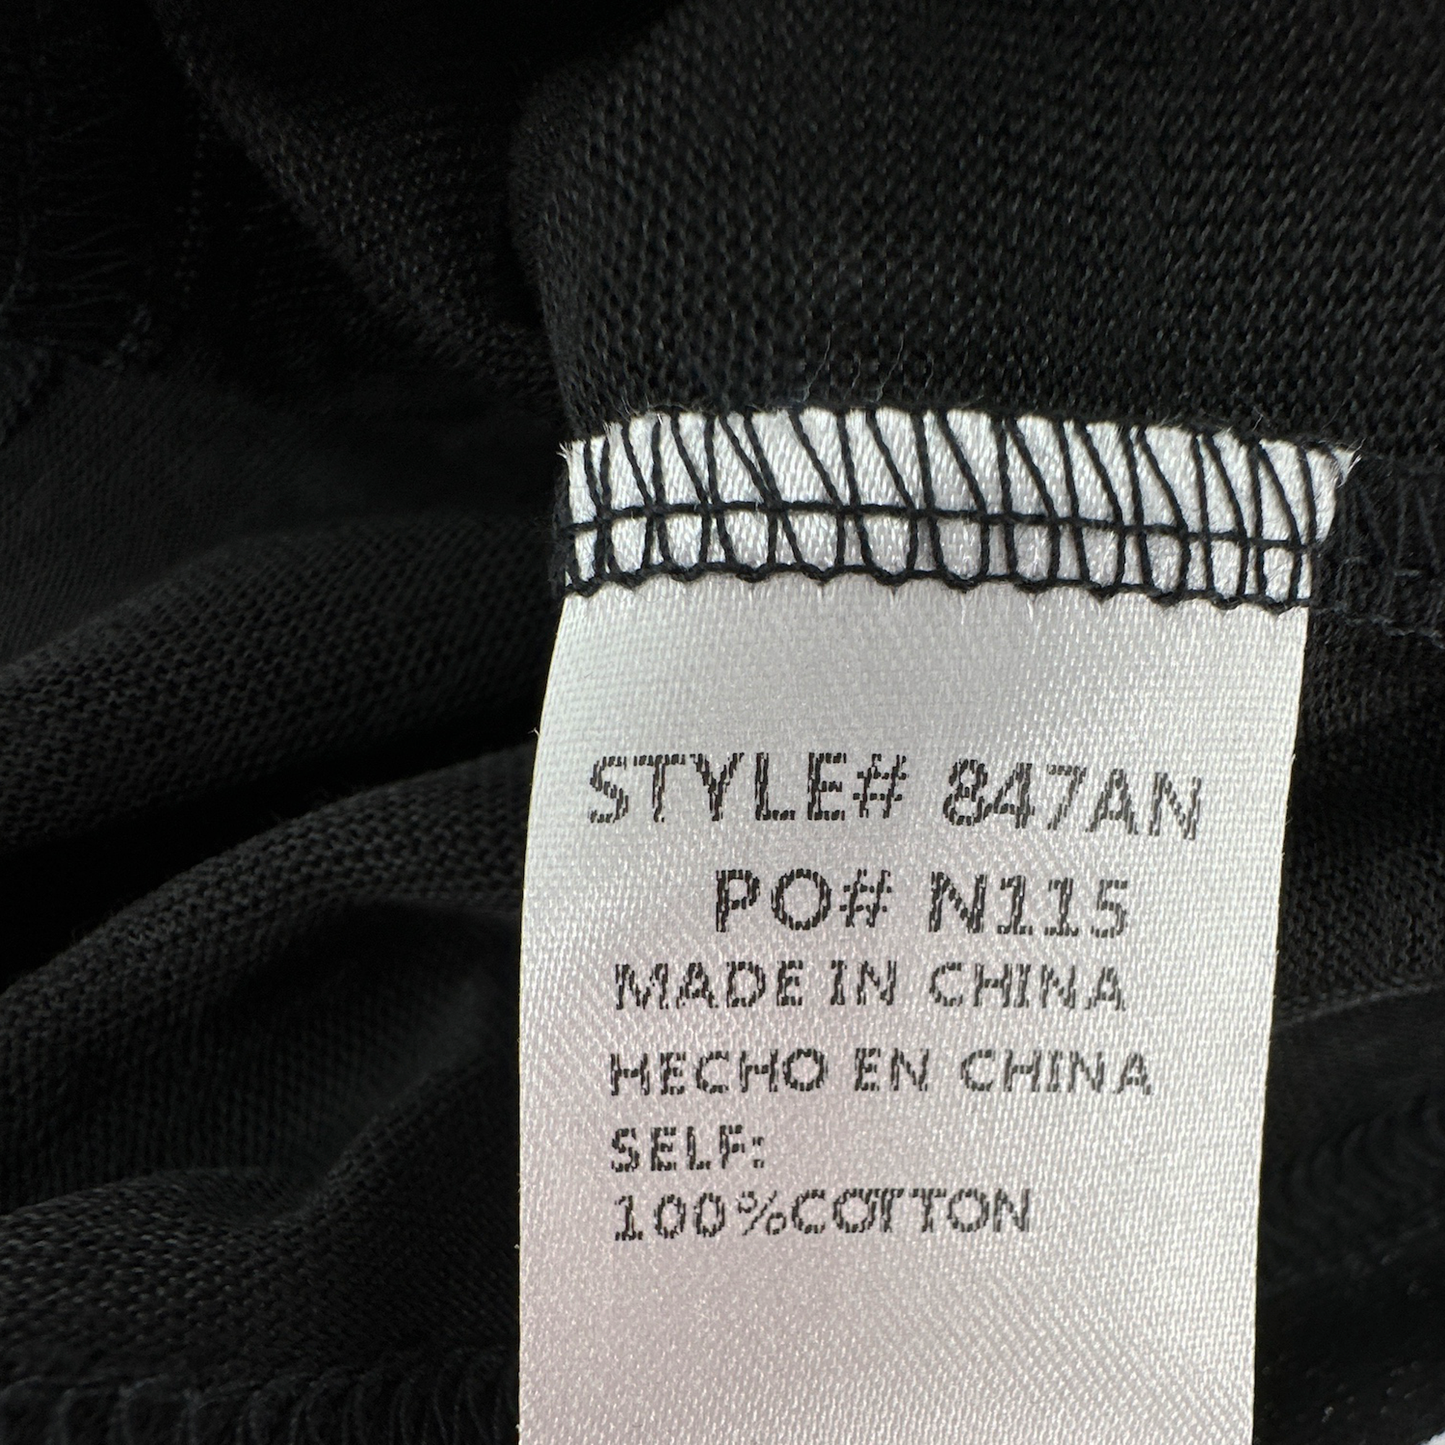 STYLE# 847AN
PO# N115
MADE IN CHINA
HECHO EN CHINA
SELF:
100%COTTON